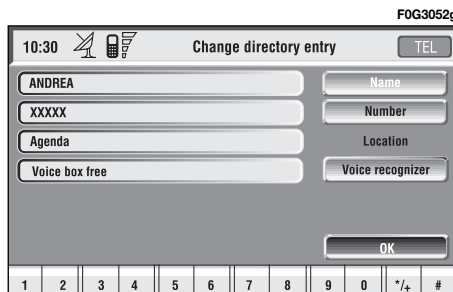 F0G3052g
10:30 Change directory entry TEL
ANDREA Name
XXXXX Number
Agenda Location
Voice box free Voice recognizer
OK
1 2 3 4 5 6 7 8 9 0 */+ #